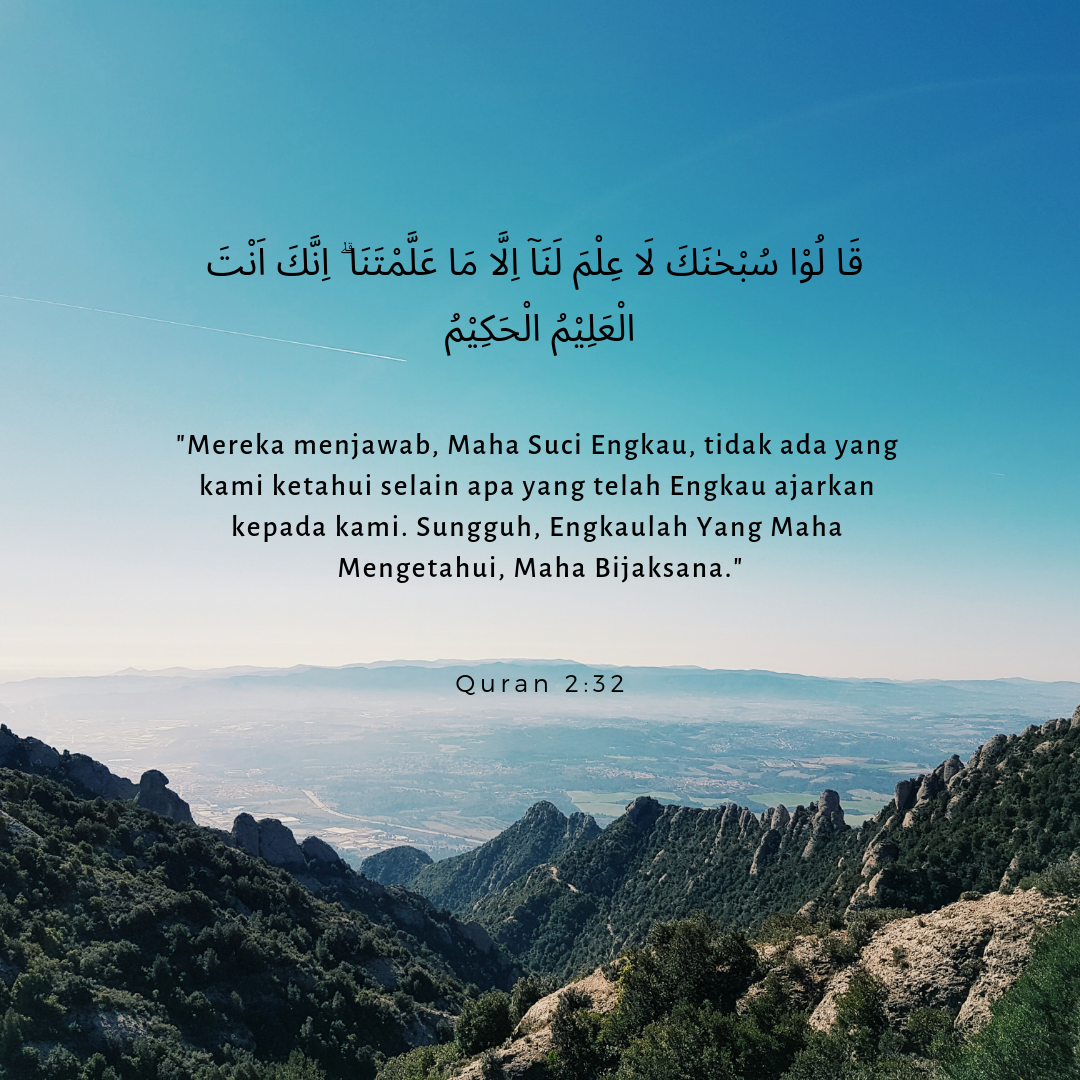 قَا لُوْا سُبْحٰنَكَ لَا عِلْمَ لَنَاۤ اِلَّا مَا عَلَّمْتَنَا ۗ اِنَّكَ اَنْتَ
الْعَلِيْمُ الْحَكِيْمُ
"Mereka menjawab, Maha Suci Engkau, tidak ada yang
kami ketahui selain apa yang telah Engkau ajarkan
kepada kami. Sungguh, Engkaulah Yang Maha
Mengetahui, Maha Bijaksana."
Quran 2:32